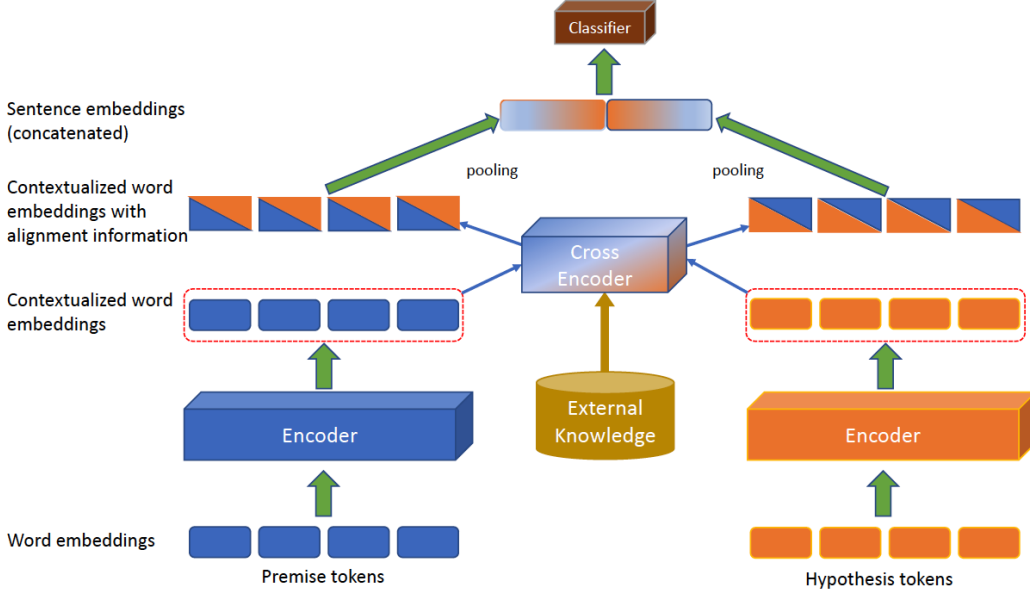 Classifier
Sentence embeddings
(concatenated)
pooling
pooling
Contextualized word
embeddings with
alignment information
Cross
Encoder
Contextualized word
embeddings
External
Knowledge
Encoder
Encoder
Word embeddings
Premise tokens
Hypothesis tokens